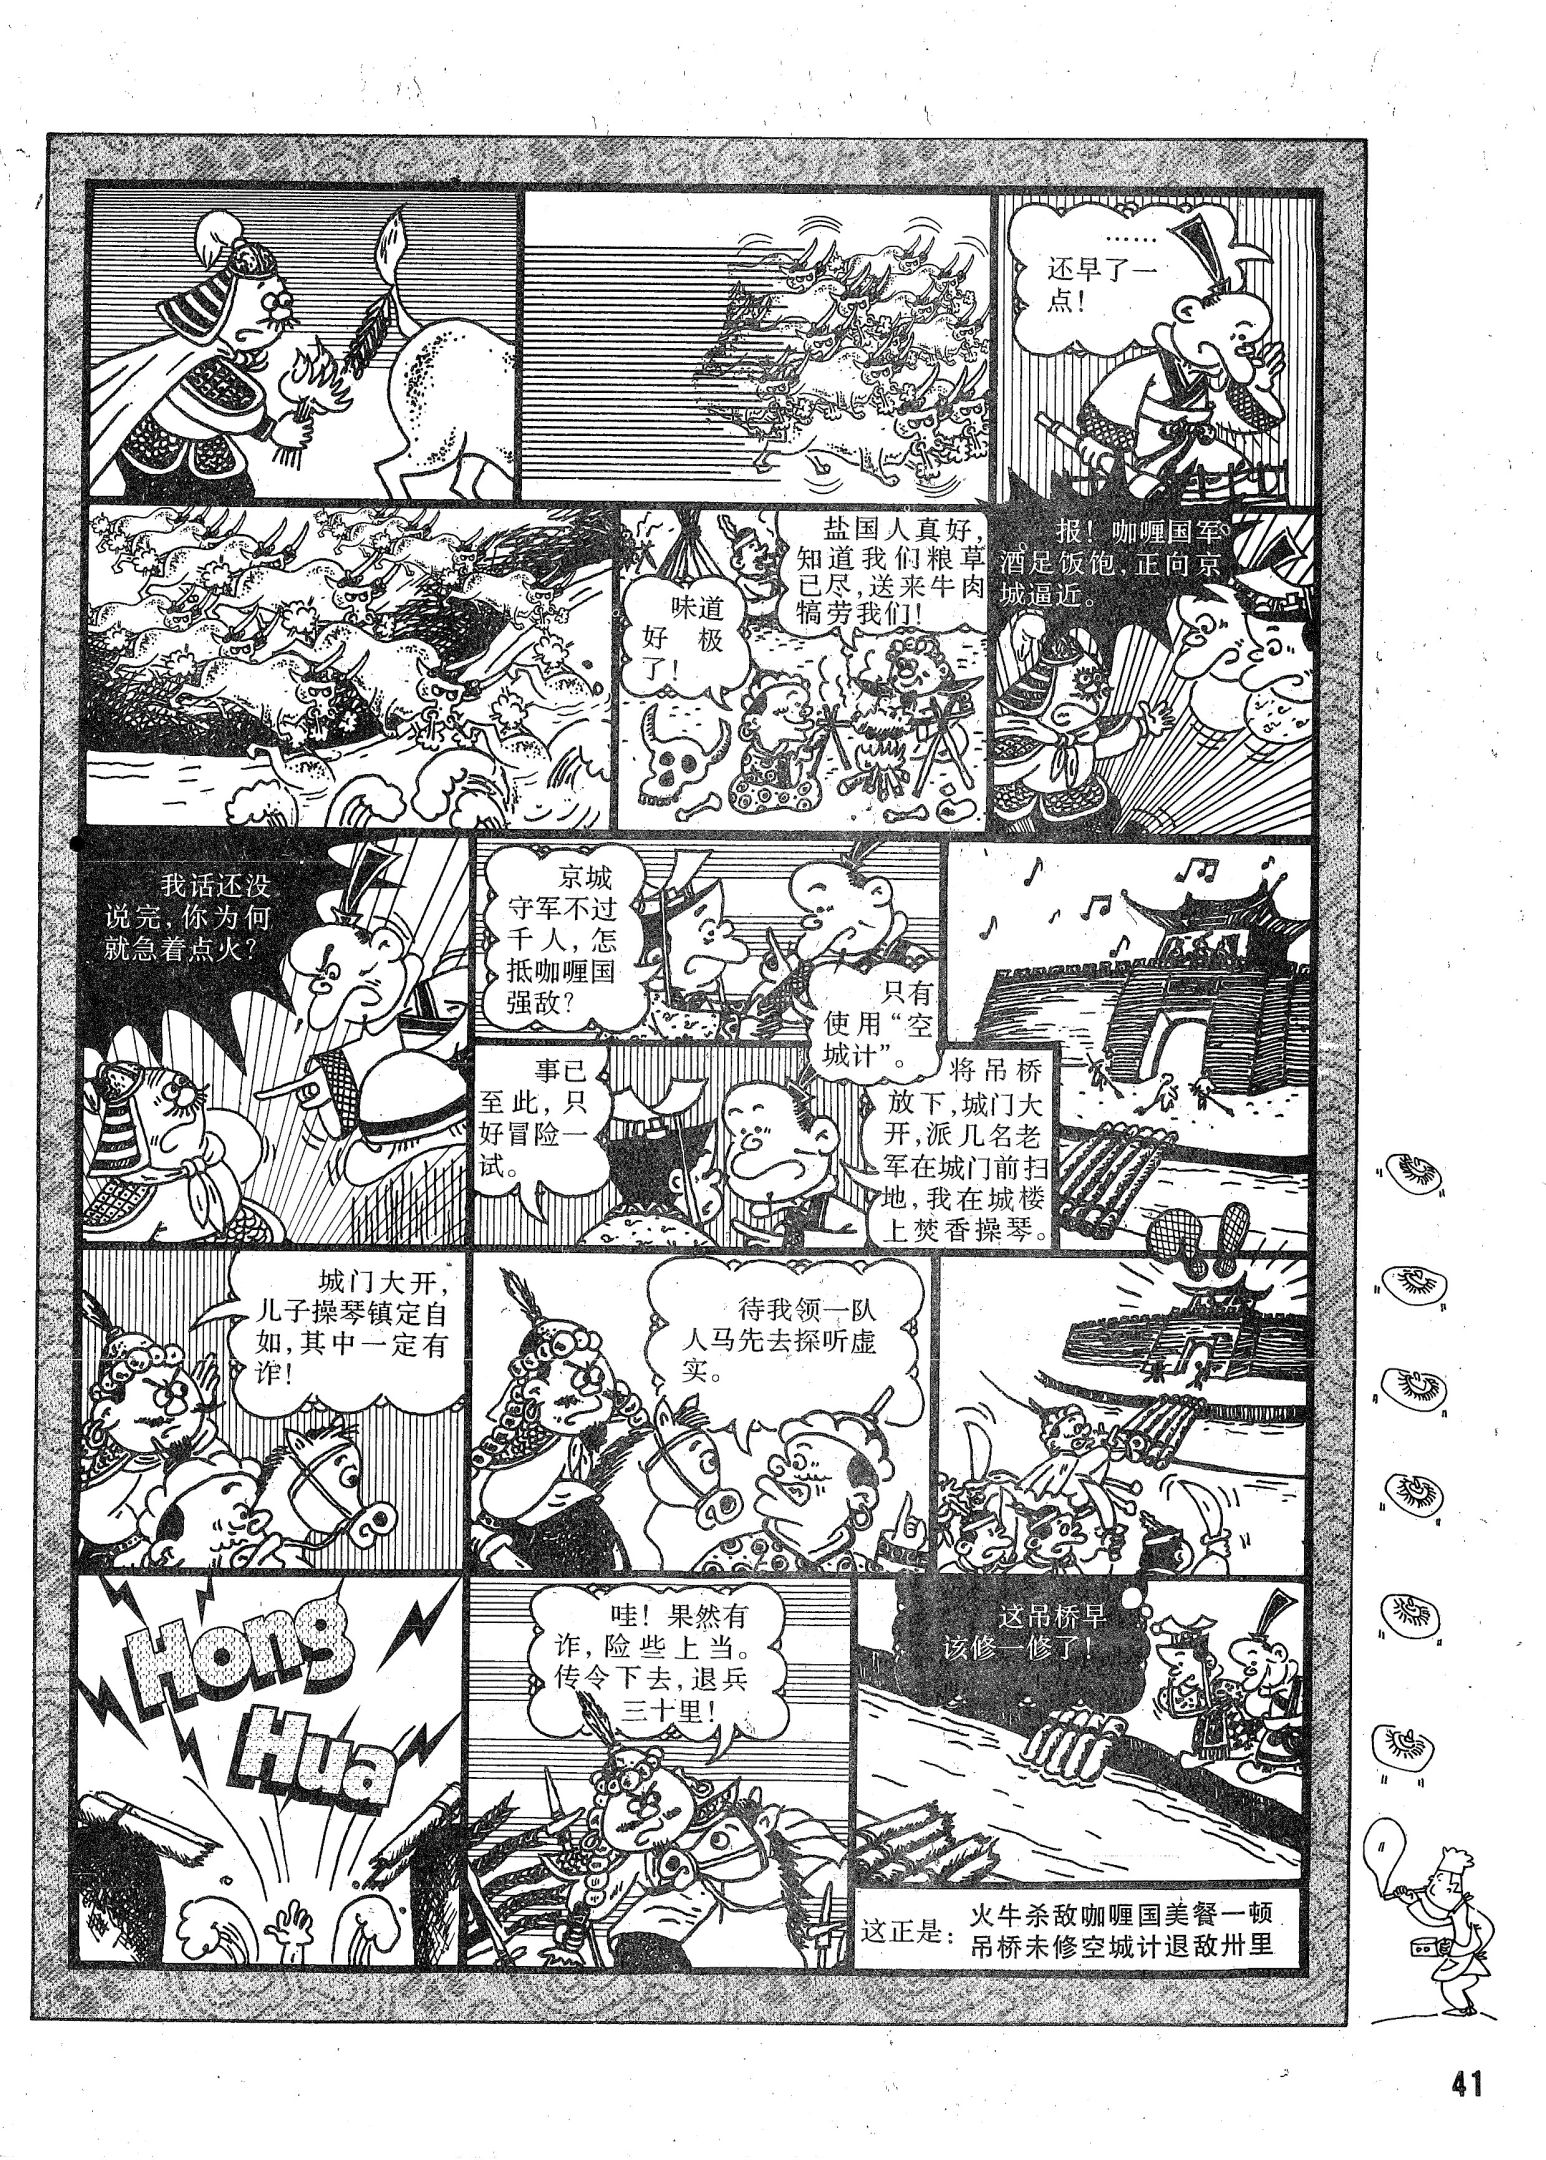 ……
还早了一
点！
盐国人真好，
知道我们粮草
已尽，送来牛肉
犒劳我们！
味道
好极
了！
报！咖喱国军
酒足饭饱，正向京
城逼近。
我话还没
说完，你为何
就急着点火？
京城
守军不过
千人，怎
抵咖喱国
强敌？
只有
使用“空
城计”。
事已
至此，只
好冒险一
试。
将吊桥
放下，城门大
开，派几名老
军在城门前扫
地，我在城楼
上焚香操琴。
城门大开，
儿子操琴镇定自
如，其中一定有
诈！
待我领一队
人马先去探听虚
实。
Hong
Hua
哇！果然有
诈，险些上当。
传令下去，退兵
三十里！
这吊桥早
该修一修了！
这正是：
火牛杀敌咖喱国美餐一顿
吊桥未修空城计退敌卅里
41